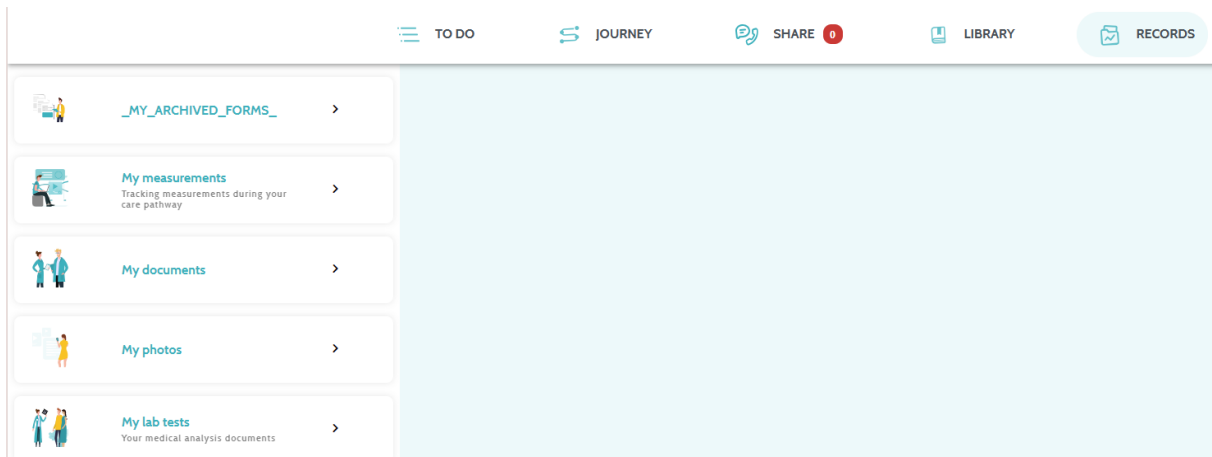 TO DO
JOURNEY
SHARE 0
LIBRARY
RECORDS
_MY_ARCHIVED_FORMS_
My measurements
Tracking measurements during your
care pathway
My documents
My photos
My lab tests
Your medical analysis documents